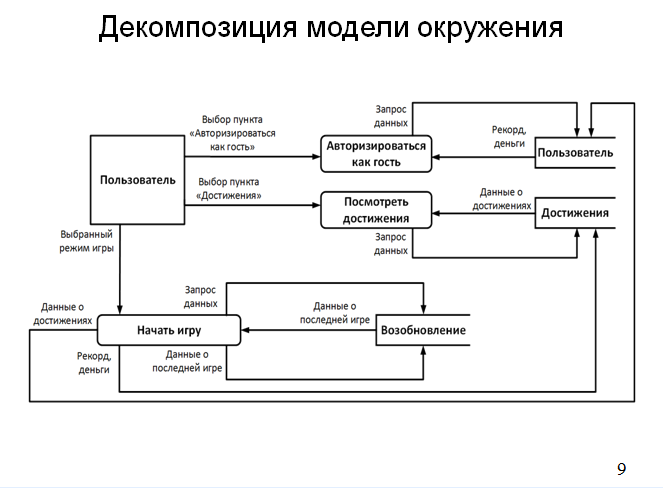 Декомпозиция модели окружения
Выбор пункта
«Авторизироваться
как гость»
Запрос
данных
Рекорд,
деньги
Пользователь
Авторизироваться
как гость
Пользователь
Выбор пункта
«Достижения»
Посмотреть
достижения
Данные о
достижениях
Достижения
Запрос
данных
Выбранный
режим игры
Запрос
данных
Данные о
достижениях
Данные о
последней игре
Начать игру
Возобновление
Рекорд,
деньги
Данные о
последней игре
9